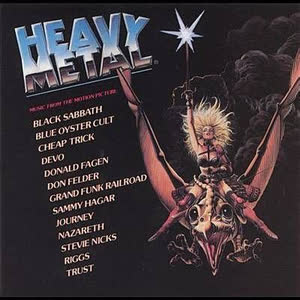 HEAVY
METAL
MUSIC FROM THE MOTION PICTURE
BLACK SABBATH
BLUE OYSTER CULT
CHEAP TRICK
DEVO
DONALD FAGEN
DON FELDER
GRAND FUNK RAILROAD
SAMMY HAGAR
JOURNEY
NAZARETH
STEVIE NICKS
RIGGS
TRUST